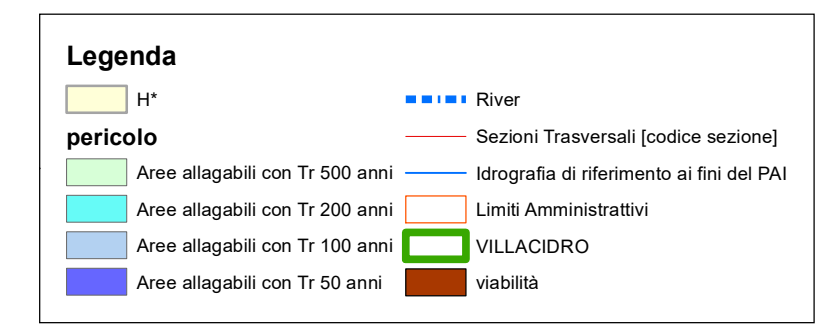 Legenda
H*
pericolo
Aree allagabili con Tr 500 anni
Aree allagabili con Tr 200 anni
Aree allagabili con Tr 100 anni
Aree allagabili con Tr 50 anni
River
Sezioni Trasversali [codice sezione]
Idrografia di riferimento ai fini del PAI
Limiti Amministrattivi
VILLACIDRO
viabilità